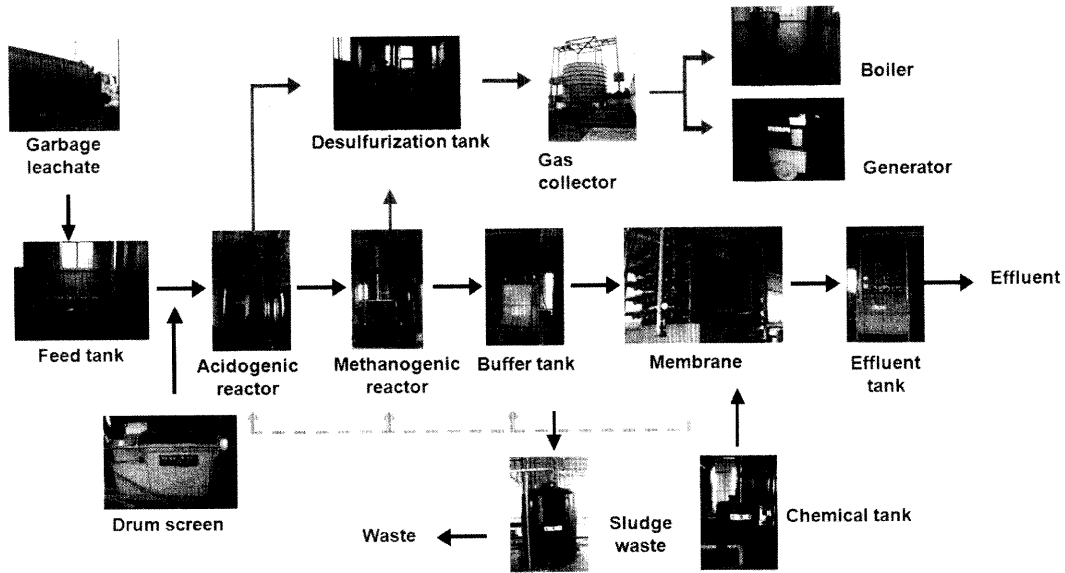 Garbage
leachate
Desulfurization tank
Gas
collector
Boiler
Generator
Feed tank
Acidogenic
reactor
Methanogenic
reactor
Buffer tank
Membrane
Effluent
tank
Effluent
Drum screen
Waste
Sludge
waste
Chemical tank